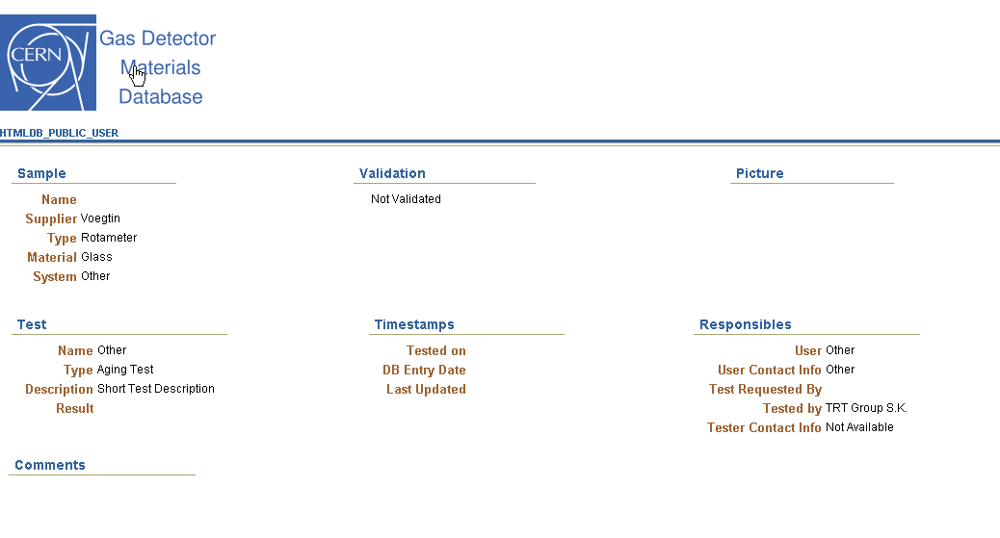 CERN
Gas Detector
Materials
Database
HTMLDB_PUBLIC_USER
Sample
Name
Supplier Voegtin
Type Rotameter
Material Glass
System Other
Validation
Not Validated
Picture
Test
Name Other
Type Aging Test
Description Short Test Description
Result
Timestamps
Tested on
DB Entry Date
Last Updated
Responsibles
User Other
User Contact Info Other
Test Requested By
Tested by TRT Group S.K.
Tester Contact Info Not Available
Comments